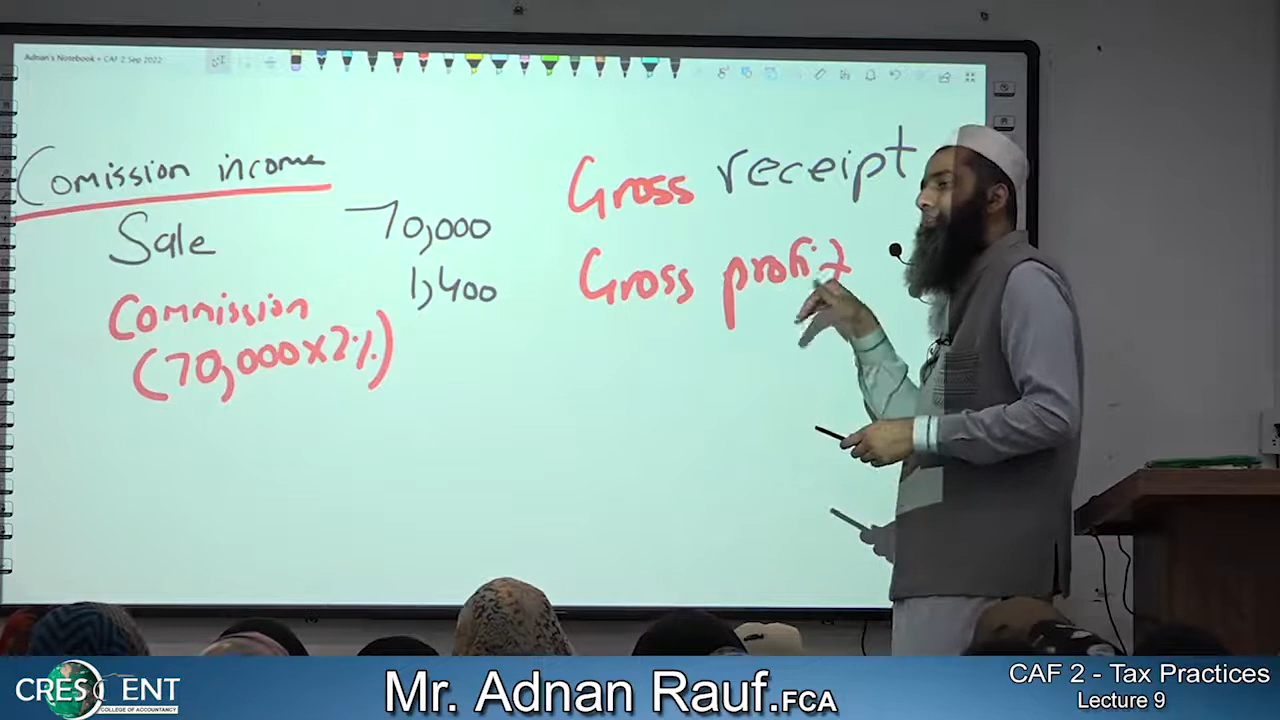 Adnan's Notebook • CAF 2 Sep 2022
Comission income
Sale 70,000
Commission 1,400
(70,000×2%)
Gross receipt
Gross profit
CRESCENT
COLLEGE OF ACCOUNTANCY
Mr. Adnan Rauf.FCA
CAF 2 - Tax Practices
Lecture 9